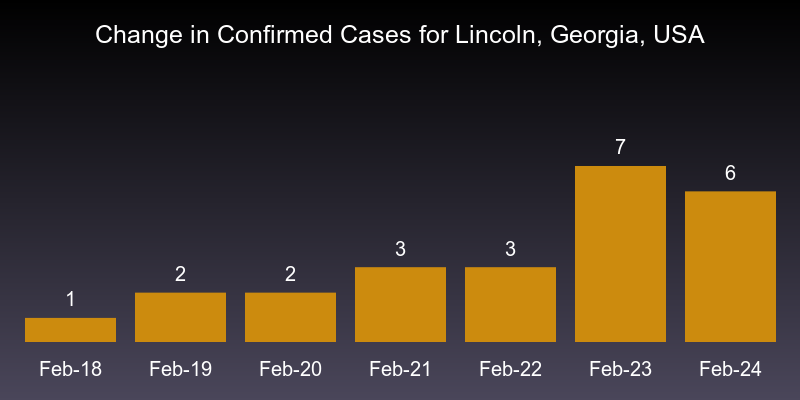 Change in Confirmed Cases for Lincoln, Georgia, USA
7
6
3
3
2
2
1
Feb-18
Feb-19
Feb-20
Feb-21
Feb-22
Feb-23
Feb-24